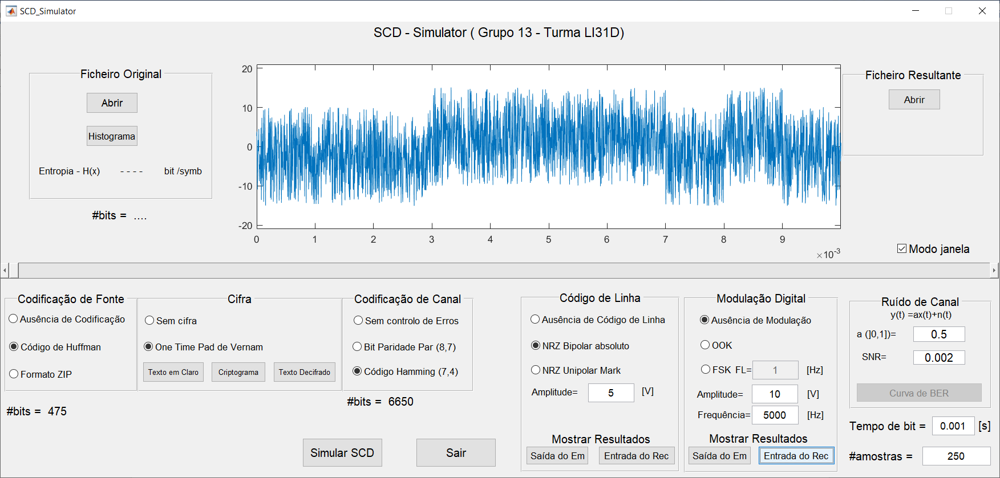 SCD_Simulator
SCD - Simulator ( Grupo 13 - Turma LI31D)
Ficheiro Original
Abrir
Histograma
Entropia - H(x) - - - - bit /symb
#bits = ....
20
10
0
-10
-20
0 1 2 3 4 5 6 7 8 9
×10-3
Ficheiro Resultante
Abrir
Modo janela
Codificação de Fonte
Ausência de Codificação
Código de Huffman
Formato ZIP
#bits = 475
Cifra
Sem cifra
One Time Pad de Vernam
Texto em Claro Criptograma Texto Decifrado
Codificação de Canal
Sem controlo de Erros
Bit Paridade Par (8,7)
Código Hamming (7,4)
#bits = 6650
Simular SCD Sair
Código de Linha
Ausência de Código de Linha
NRZ Bipolar absoluto
NRZ Unipolar Mark
Amplitude= 5 [V]
Mostrar Resultados
Saída do Em Entrada do Rec
Modulação Digital
Ausência de Modulação
OOK
FSK FL= 1 [Hz]
Amplitude= 10 [V]
Frequência= 5000 [Hz]
Mostrar Resultados
Saída do Em Entrada do Rec
Ruído de Canal
y(t) =ax(t)+n(t)
a (]0,1])= 0.5
SNR= 0.002
Curva de BER
Tempo de bit = 0.001 [s]
#amostras = 250